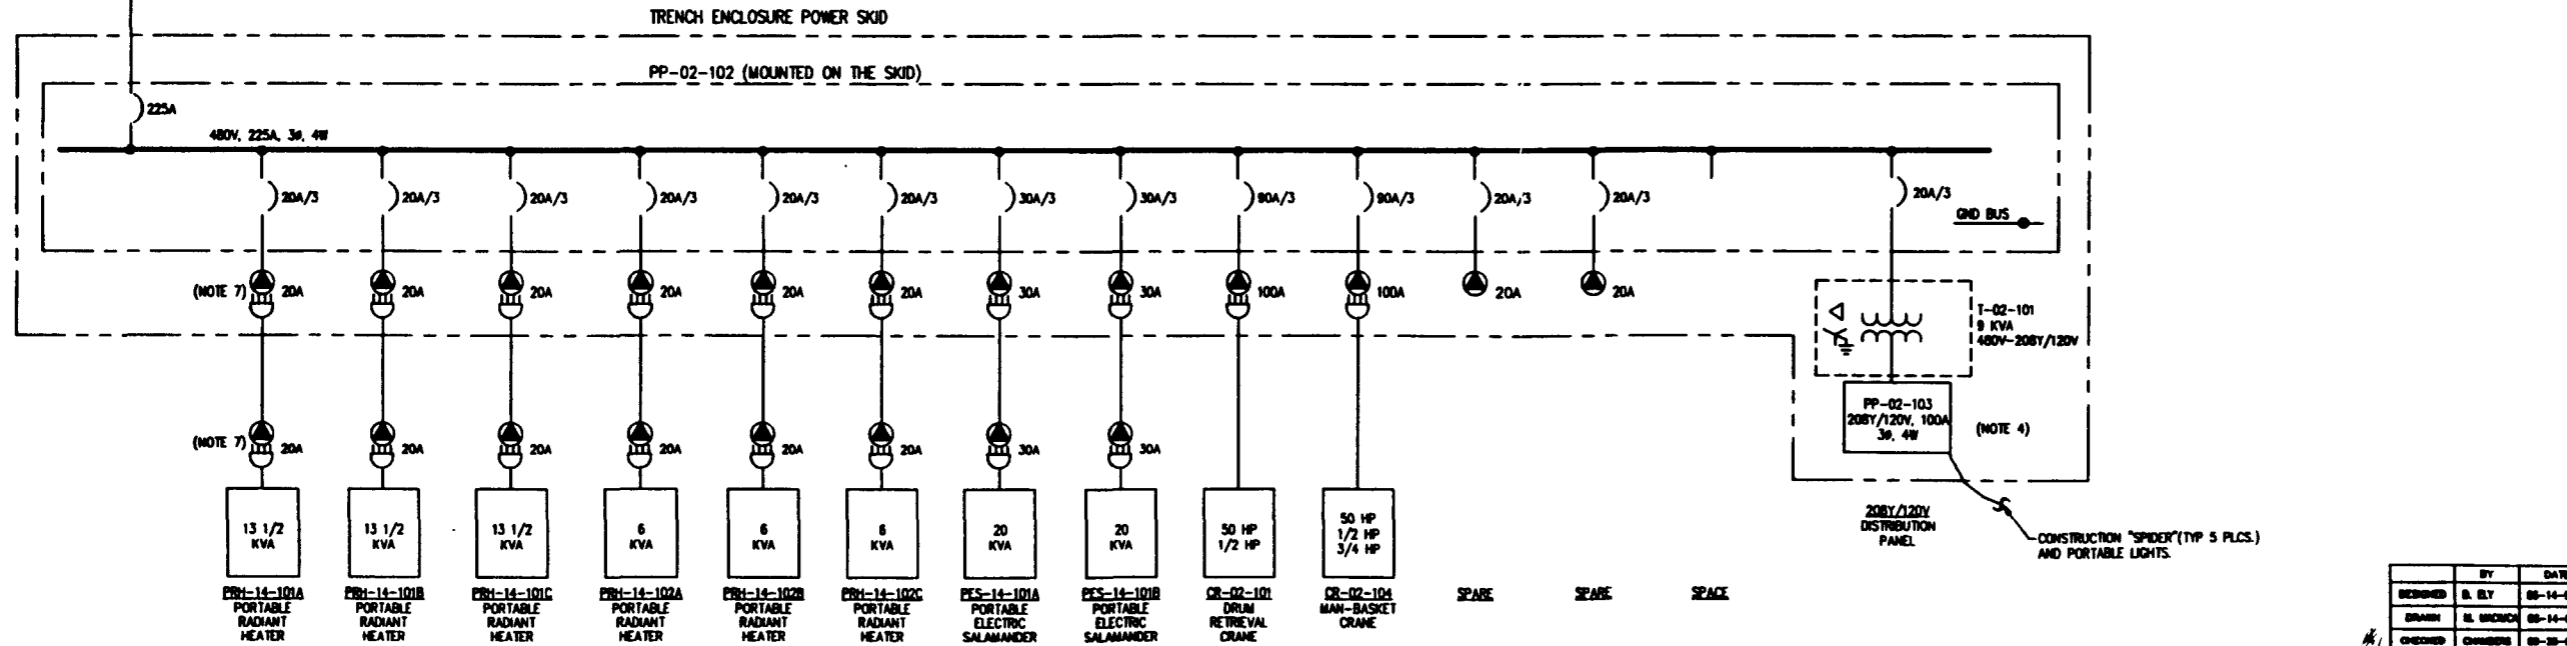 TRENCH ENCLOSURE POWER SKID
PP-02-102 (MOUNTED ON THE SKID)
225A
480V, 225A, 3ø, 4W
20A/3 20A/3 20A/3 20A/3 20A/3 20A/3 30A/3 30A/3 90A/3 90A/3 20A/3 20A/3 20A/3
GND BUS
(NOTE 7) 20A 20A 20A 20A 20A 20A 30A 30A 100A 100A 20A 20A
T-02-101
9 KVA
480V-208Y/120V
PP-02-103
208Y/120V, 100A
3ø, 4W
(NOTE 4)
(NOTE 7) 20A 20A 20A 20A 20A 20A 30A 30A
208Y/120V
DISTRIBUTION
PANEL
CONSTRUCTION "SPIDER"(TYP 5 PLCS.)
AND PORTABLE LIGHTS.
13 1/2
KVA
PRH-14-101A
PORTABLE
RADIANT
HEATER
13 1/2
KVA
PRH-14-101B
PORTABLE
RADIANT
HEATER
13 1/2
KVA
PRH-14-101C
PORTABLE
RADIANT
HEATER
6
KVA
PRH-14-102A
PORTABLE
RADIANT
HEATER
6
KVA
PRH-14-102B
PORTABLE
RADIANT
HEATER
6
KVA
PRH-14-102C
PORTABLE
RADIANT
HEATER
20
KVA
PES-14-101A
PORTABLE
ELECTRIC
SALAMANDER
20
KVA
PES-14-101B
PORTABLE
ELECTRIC
SALAMANDER
50 HP
1/2 HP
CR-02-101
DRUM
RETRIEVAL
CRANE
50 HP
1/2 HP
3/4 HP
CR-02-104
MAN-BASKET
CRANE
SPARE
SPARE
SPACE
BY DATE
DESIGNED
DRAWN
CHECKED CHAMBERS